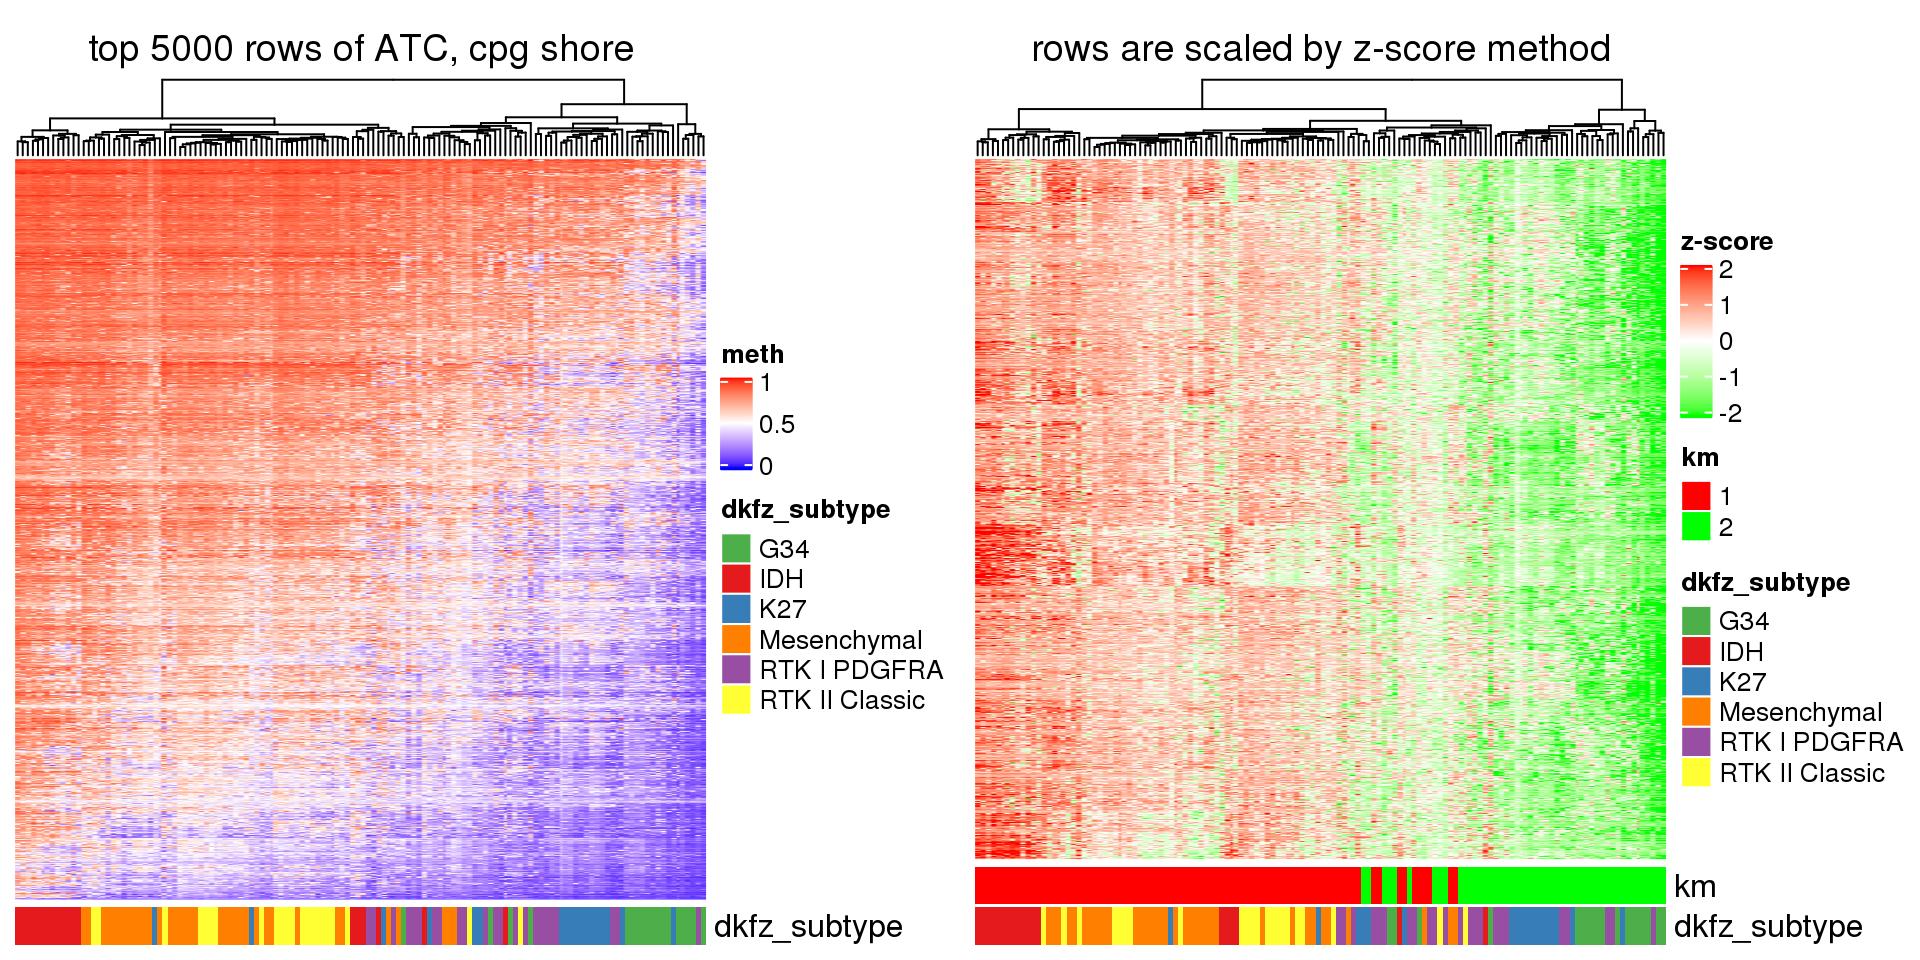 top 5000 rows of ATC, cpg shore
meth
1
0.5
0
dkfz_subtype
G34
IDH
K27
Mesenchymal
RTK I PDGFRA
RTK II Classic
dkfz_subtype
rows are scaled by z-score method
z-score
2
1
0
-1
-2
km
1
2
dkfz_subtype
G34
IDH
K27
Mesenchymal
RTK I PDGFRA
RTK II Classic
km
dkfz_subtype